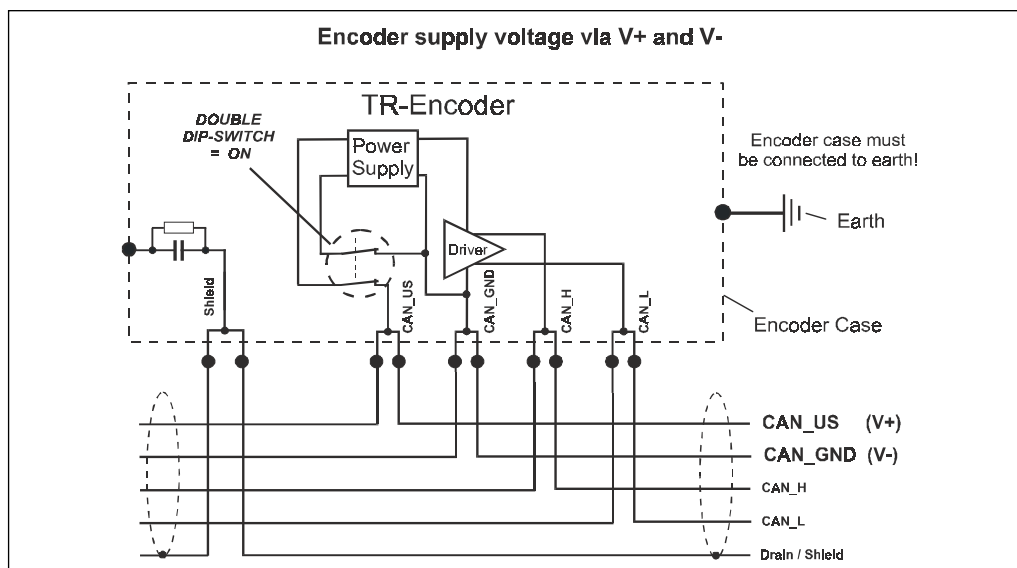 Encoder supply voltage via V+ and V-
TR-Encoder
DOUBLE
DIP-SWITCH
= ON
Power
Supply
Encoder case must
be connected to earth!
Earth
Driver
Shield
CAN_US
CAN_GND
CAN_H
CAN_L
Encoder Case
CAN_US (V+)
CAN_GND (V-)
CAN_H
CAN_L
Drain / Shield